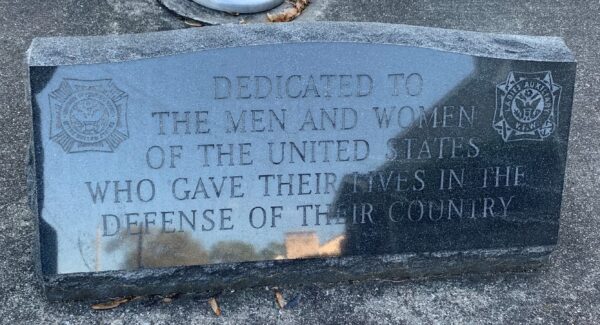 DEDICATED TO
THE MEN AND WOMEN
OF THE UNITED STATES
WHO GAVE THEIR LIVES IN THE
DEFENSE OF THEIR COUNTRY